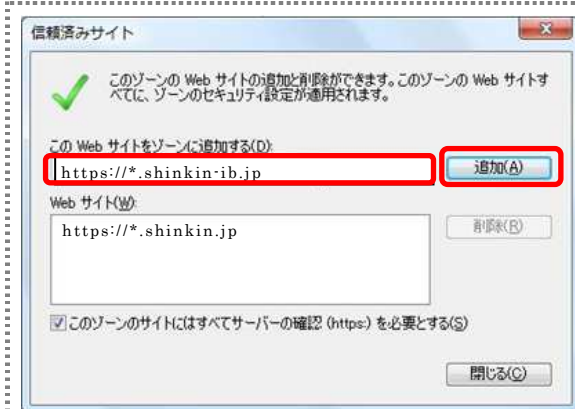 信頼済みサイト
このゾーンの Web サイトの追加と削除ができます。このゾーンの Web サイトす
べてに、ゾーンのセキュリティ設定が適用されます。
この Web サイトをゾーンに追加する(D):
https://*.shinkin-ib.jp
追加(A)
Web サイト(W):
https://*.shinkin.jp
削除(R)
このゾーンのサイトにはすべてサーバーの確認 (https:) を必要とする(S)
閉じる(C)